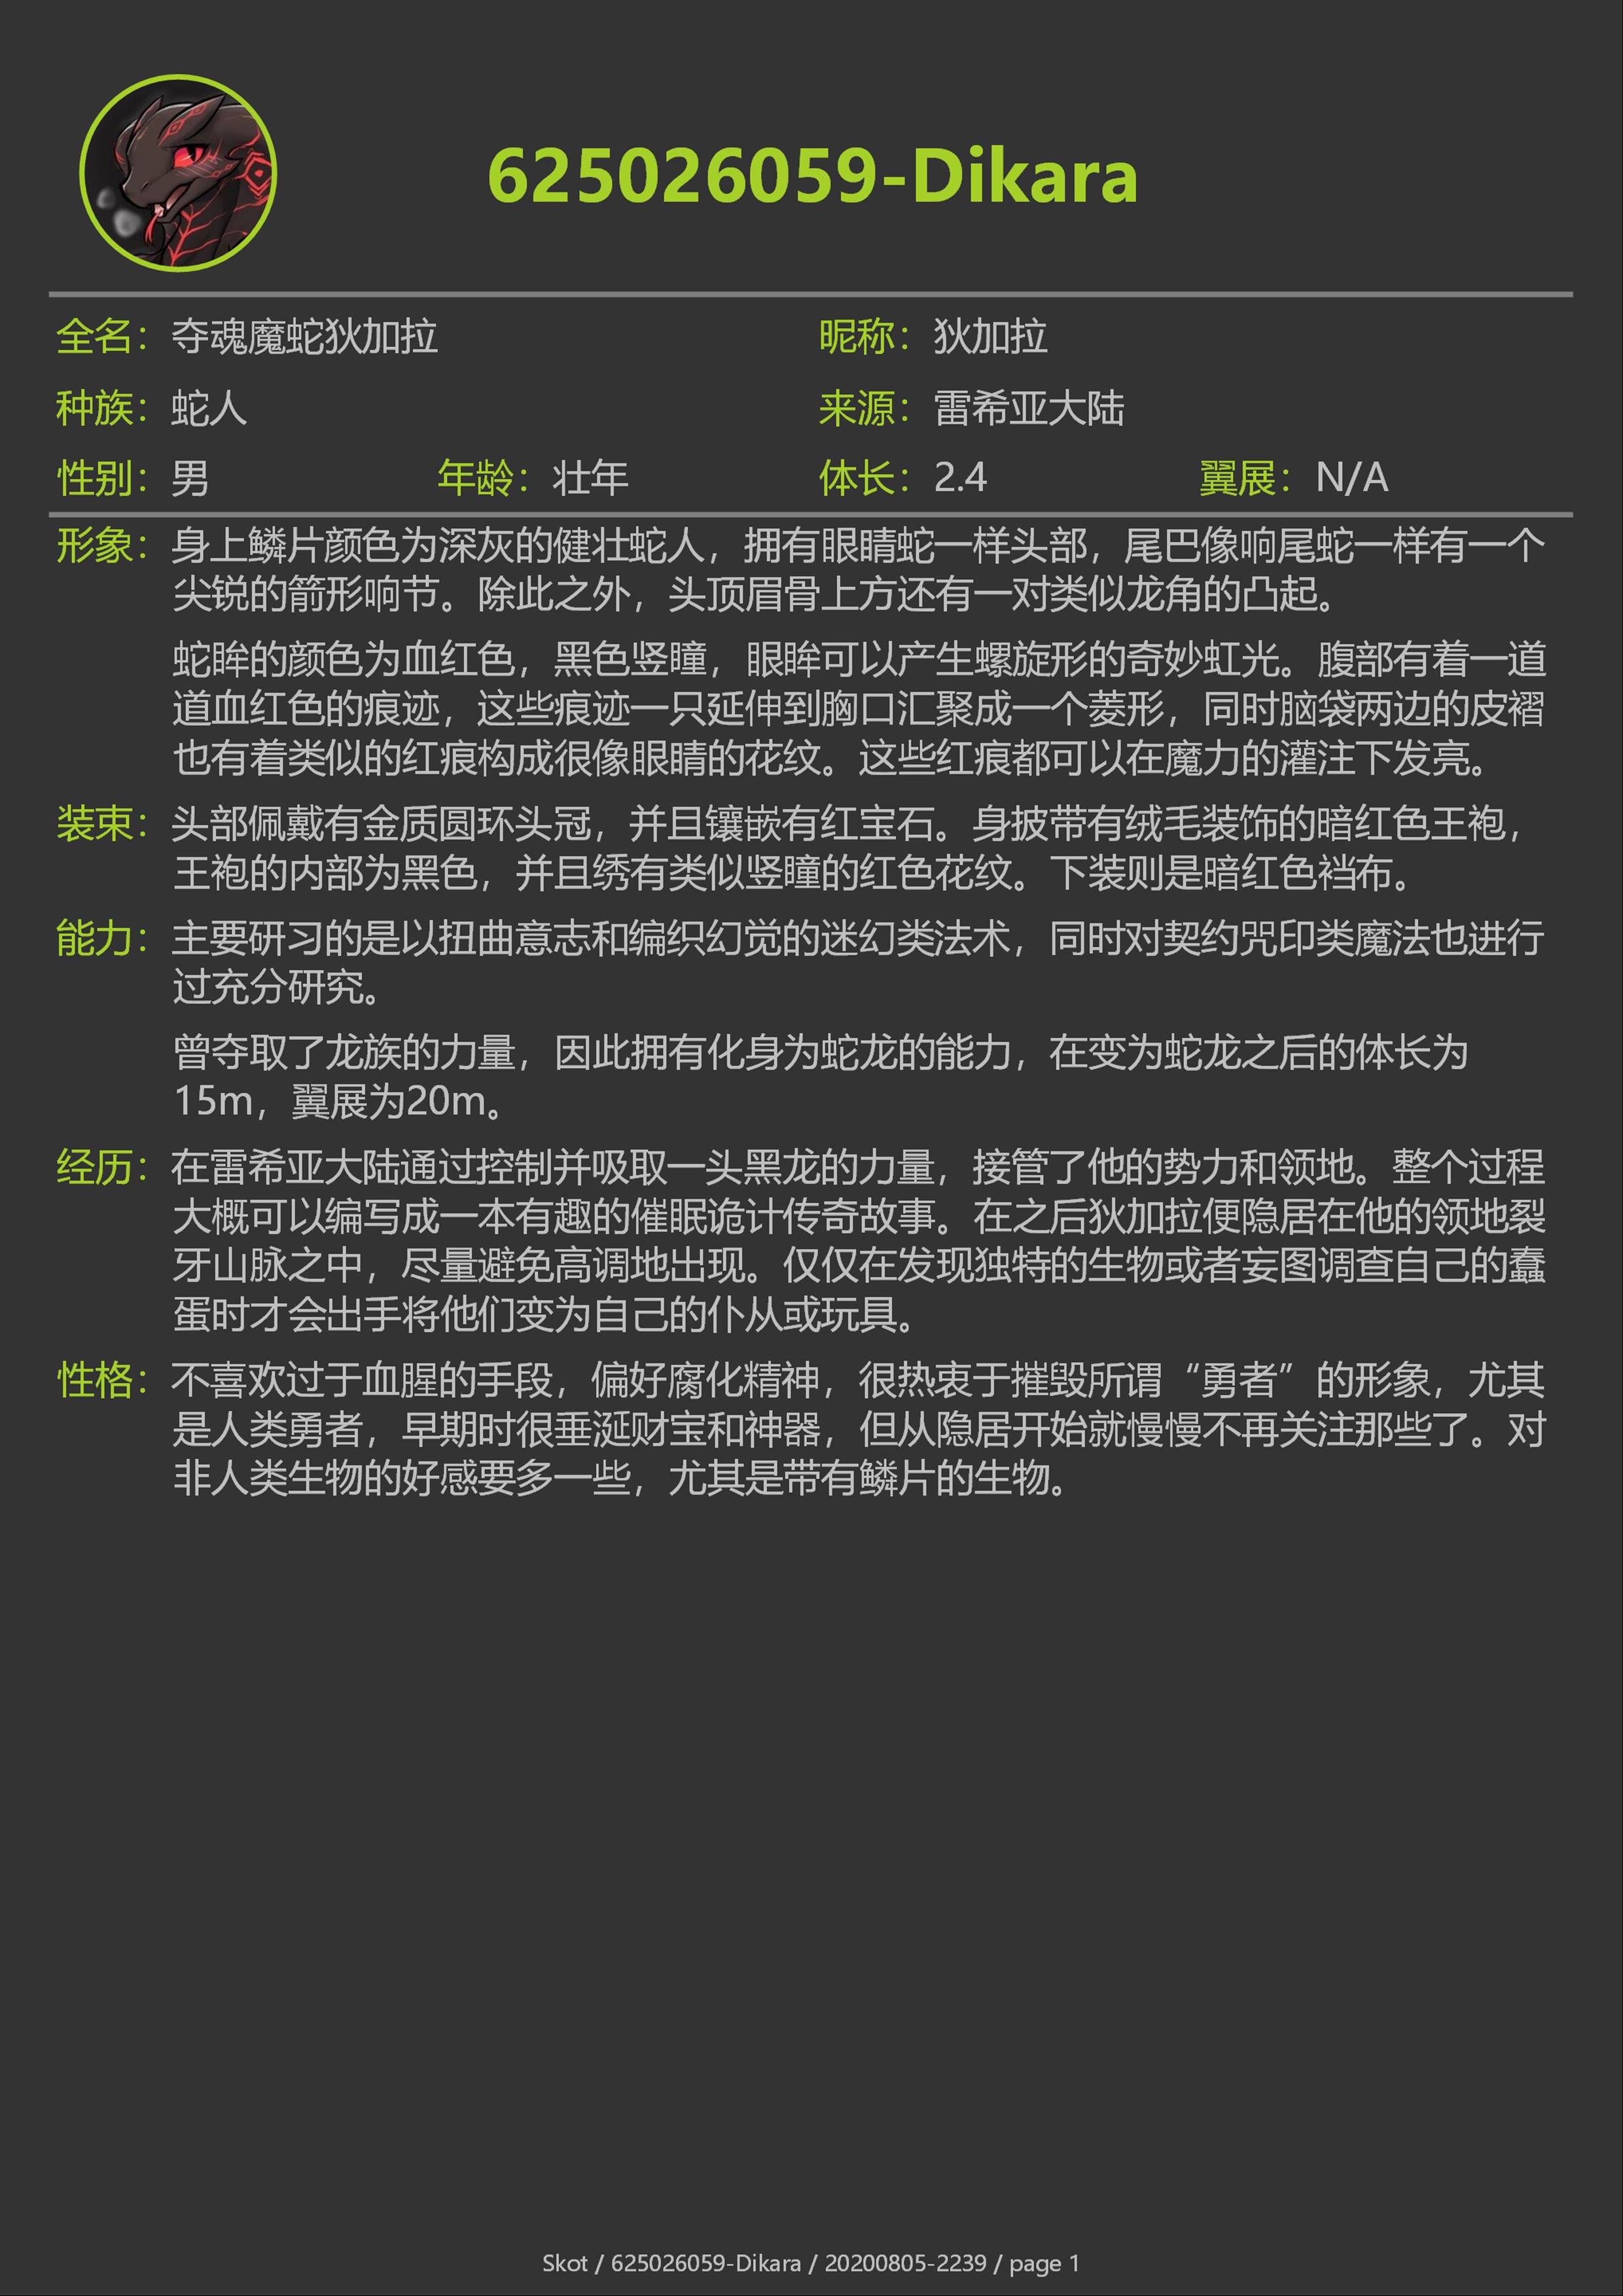 625026059-Dikara
全名：夺魂魔蛇狄加拉 昵称：狄加拉
种族：蛇人 来源：雷希亚大陆
性别：男 年龄：壮年 体长：2.4 翼展：N/A
形象：身上鳞片颜色为深灰的健壮蛇人，拥有眼睛蛇一样头部，尾巴像响尾蛇一样有一个
尖锐的箭形响节。除此之外，头顶眉骨上方还有一对类似龙角的凸起。
蛇眸的颜色为血红色，黑色竖瞳，眼眸可以产生螺旋形的奇妙虹光。腹部有着一道
道血红色的痕迹，这些痕迹一只延伸到胸口汇聚成一个菱形，同时脑袋两边的皮褶
也有着类似的红痕构成很像眼睛的花纹。这些红痕都可以在魔力的灌注下发亮。
装束：头部佩戴有金质圆环头冠，并且镶嵌有红宝石。身披带有绒毛装饰的暗红色王袍，
王袍的内部为黑色，并且绣有类似竖瞳的红色花纹。下装则是暗红色裆布。
能力：主要研习的是以扭曲意志和编织幻觉的迷幻类法术，同时对契约咒印类魔法也进行
过充分研究。
曾夺取了龙族的力量，因此拥有化身为蛇龙的能力，在变为蛇龙之后的体长为
15m，翼展为20m。
经历：在雷希亚大陆通过控制并吸取一头黑龙的力量，接管了他的势力和领地。整个过程
大概可以编写成一本有趣的催眠诡计传奇故事。在之后狄加拉便隐居在他的领地裂
牙山脉之中，尽量避免高调地出现。仅仅在发现独特的生物或者妄图调查自己的蠢
蛋时才会出手将他们变为自己的仆从或玩具。
性格：不喜欢过于血腥的手段，偏好腐化精神，很热衷于摧毁所谓“勇者”的形象，尤其
是人类勇者，早期时很垂涎财宝和神器，但从隐居开始就慢慢不再关注那些了。对
非人类生物的好感要多一些，尤其是带有鳞片的生物。
Skot / 625026059-Dikara / 20200805-2239 / page 1